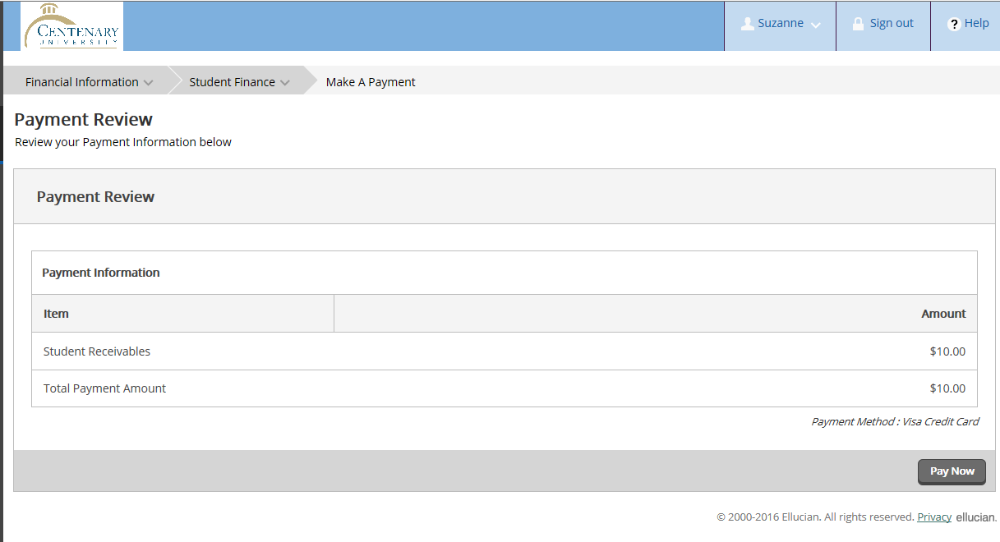 CENTENARY
UNIVERSITY
Suzanne
Sign out
? Help
Financial Information
Student Finance
Make A Payment
Payment Review
Review your Payment Information below
Payment Review
Payment Information
Item Amount
Student Receivables $10.00
Total Payment Amount $10.00
Payment Method : Visa Credit Card
Pay Now
© 2000-2016 Ellucian. All rights reserved. Privacy ellucian.